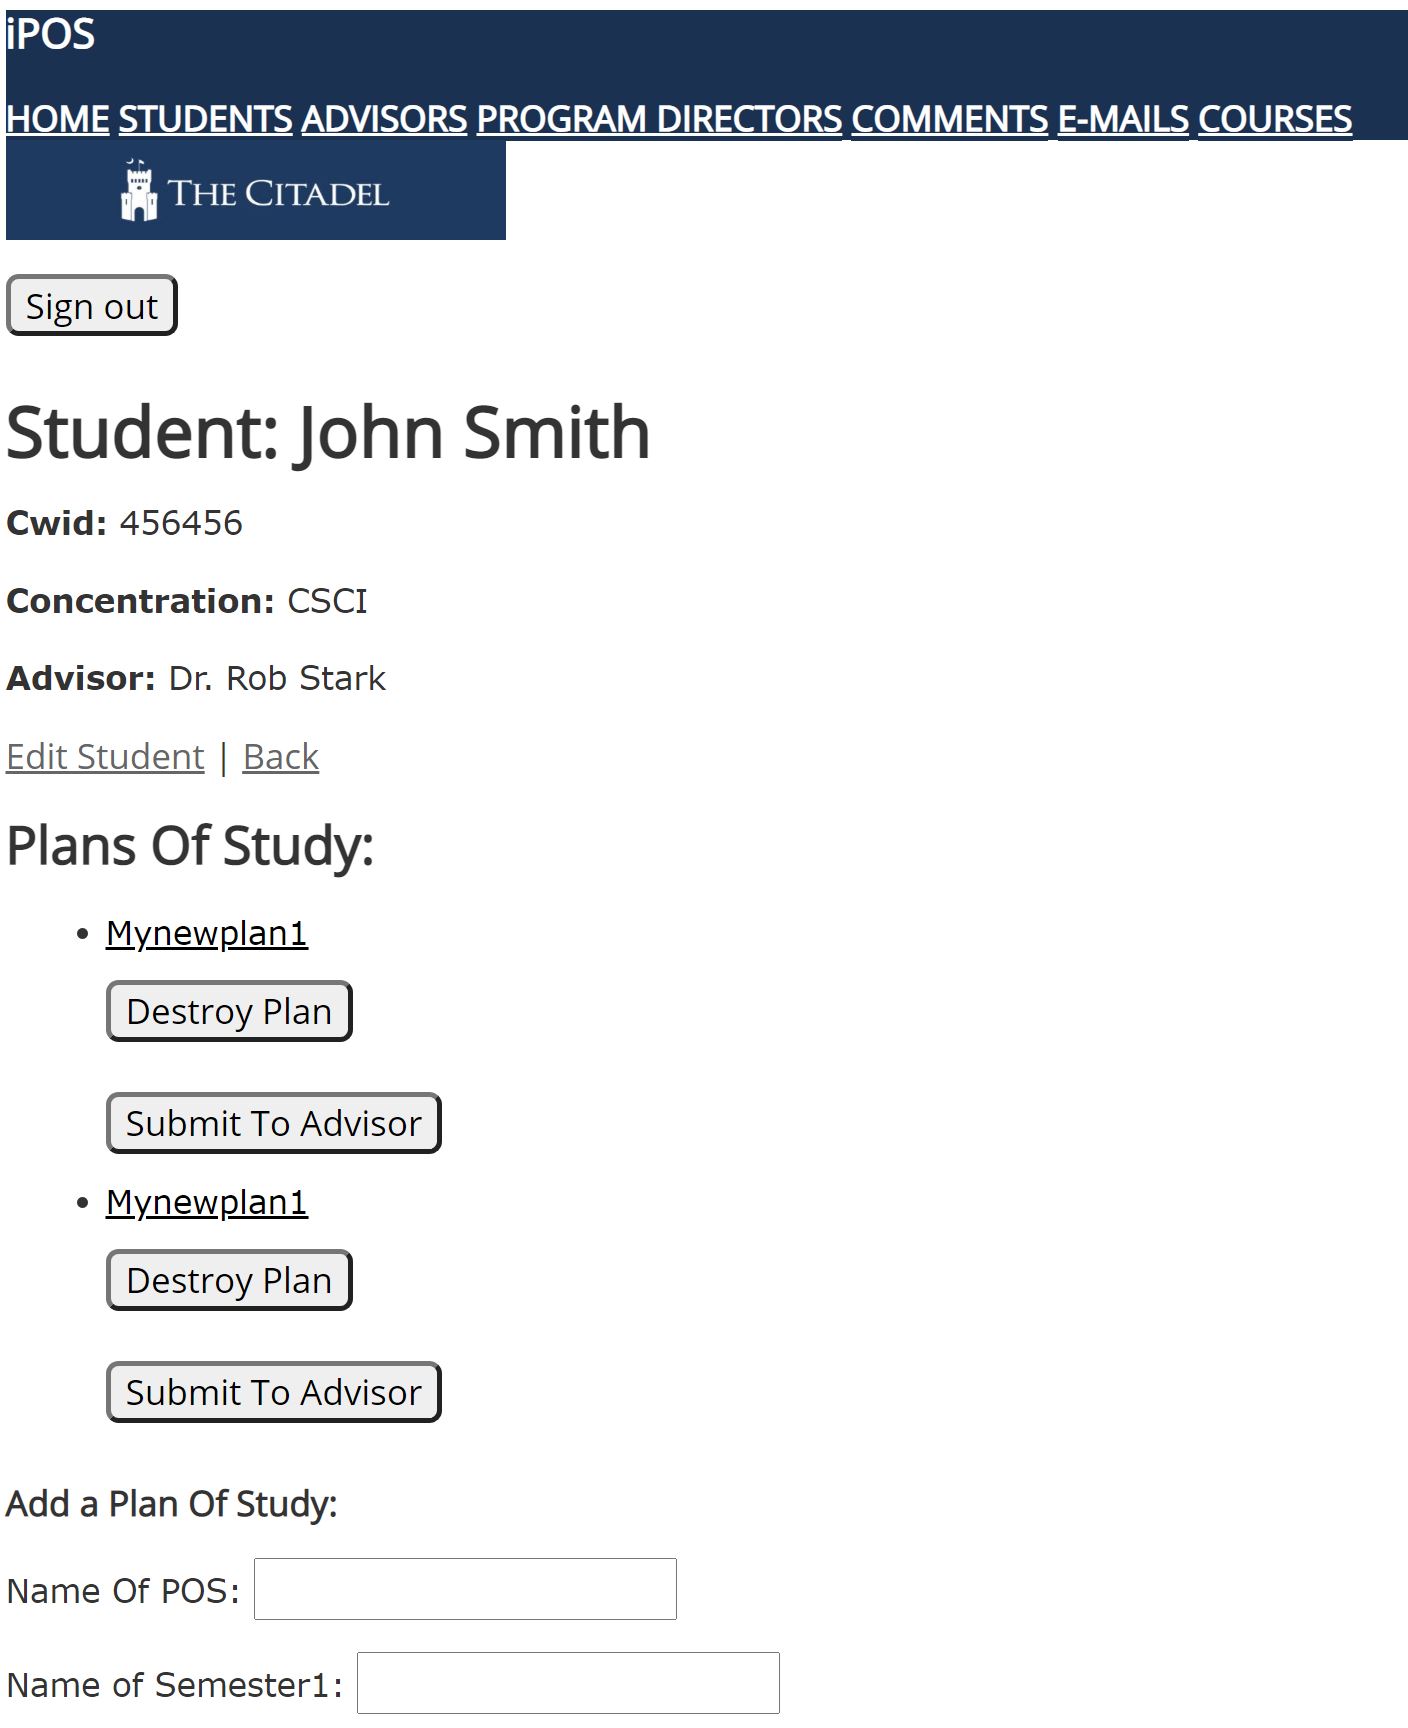 iPOS
HOME STUDENTS ADVISORS PROGRAM DIRECTORS COMMENTS E-MAILS COURSES
THE CITADEL
Sign out
Student: John Smith
Cwid: 456456
Concentration: CSCI
Advisor: Dr. Rob Stark
Edit Student | Back
Plans Of Study:
• Mynewplan1
Destroy Plan
Submit To Advisor
• Mynewplan1
Destroy Plan
Submit To Advisor
Add a Plan Of Study:
Name Of POS:
Name of Semester1: